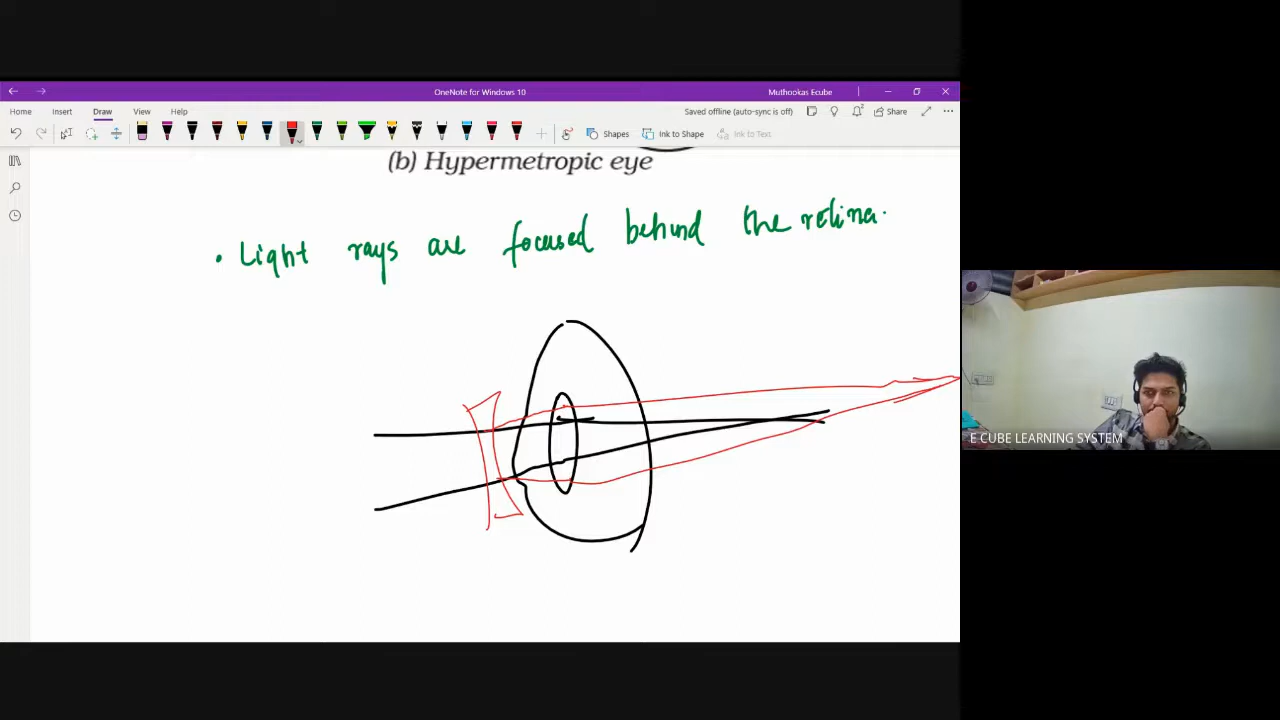 OneNote for Windows 10
Muthookas Ecube
Home Insert Draw View Help
Saved offline (auto-sync is off)
Share
Shapes
Ink to Shape
Ink to Text
(b) Hypermetropic eye
• Light rays are focused behind the retina.
E CUBE LEARNING SYSTEM